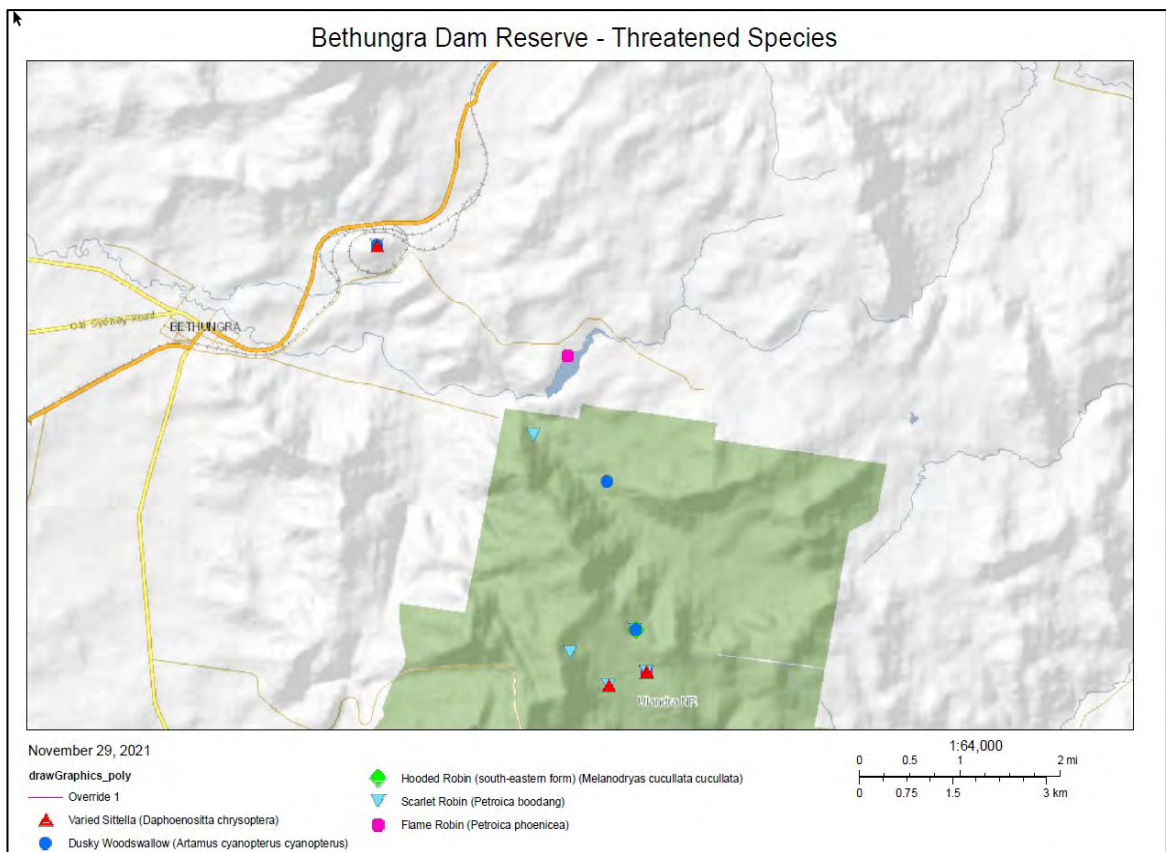 Bethungra Dam Reserve - Threatened Species
Old Sydney Road
BETHUNGRA
Ulandra NR
November 29, 2021
1:64,000
0 0.5 1 2 mi
0 0.75 1.5 3 km
drawGraphics_poly
Override 1
Varied Sittella (Daphoenositta chrysoptera)
Dusky Woodswallow (Artamus cyanopterus cyanopterus)
Hooded Robin (south-eastern form) (Melanodryas cucullata cucullata)
Scarlet Robin (Petroica boodang)
Flame Robin (Petroica phoenicea)